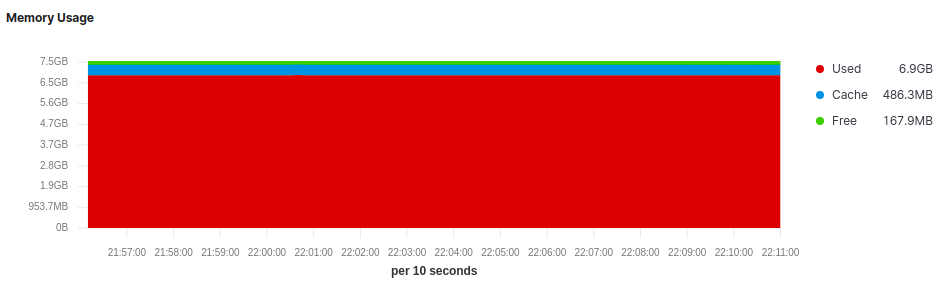 Memory Usage
7.5GB
6.5GB
5.6GB
4.7GB
3.7GB
2.8GB
1.9GB
953.7MB
0B
21:57:00 21:58:00 21:59:00 22:00:00 22:01:00 22:02:00 22:03:00 22:04:00 22:05:00 22:06:00 22:07:00 22:08:00 22:09:00 22:10:00 22:11:00
per 10 seconds
Used 6.9GB
Cache 486.3MB
Free 167.9MB